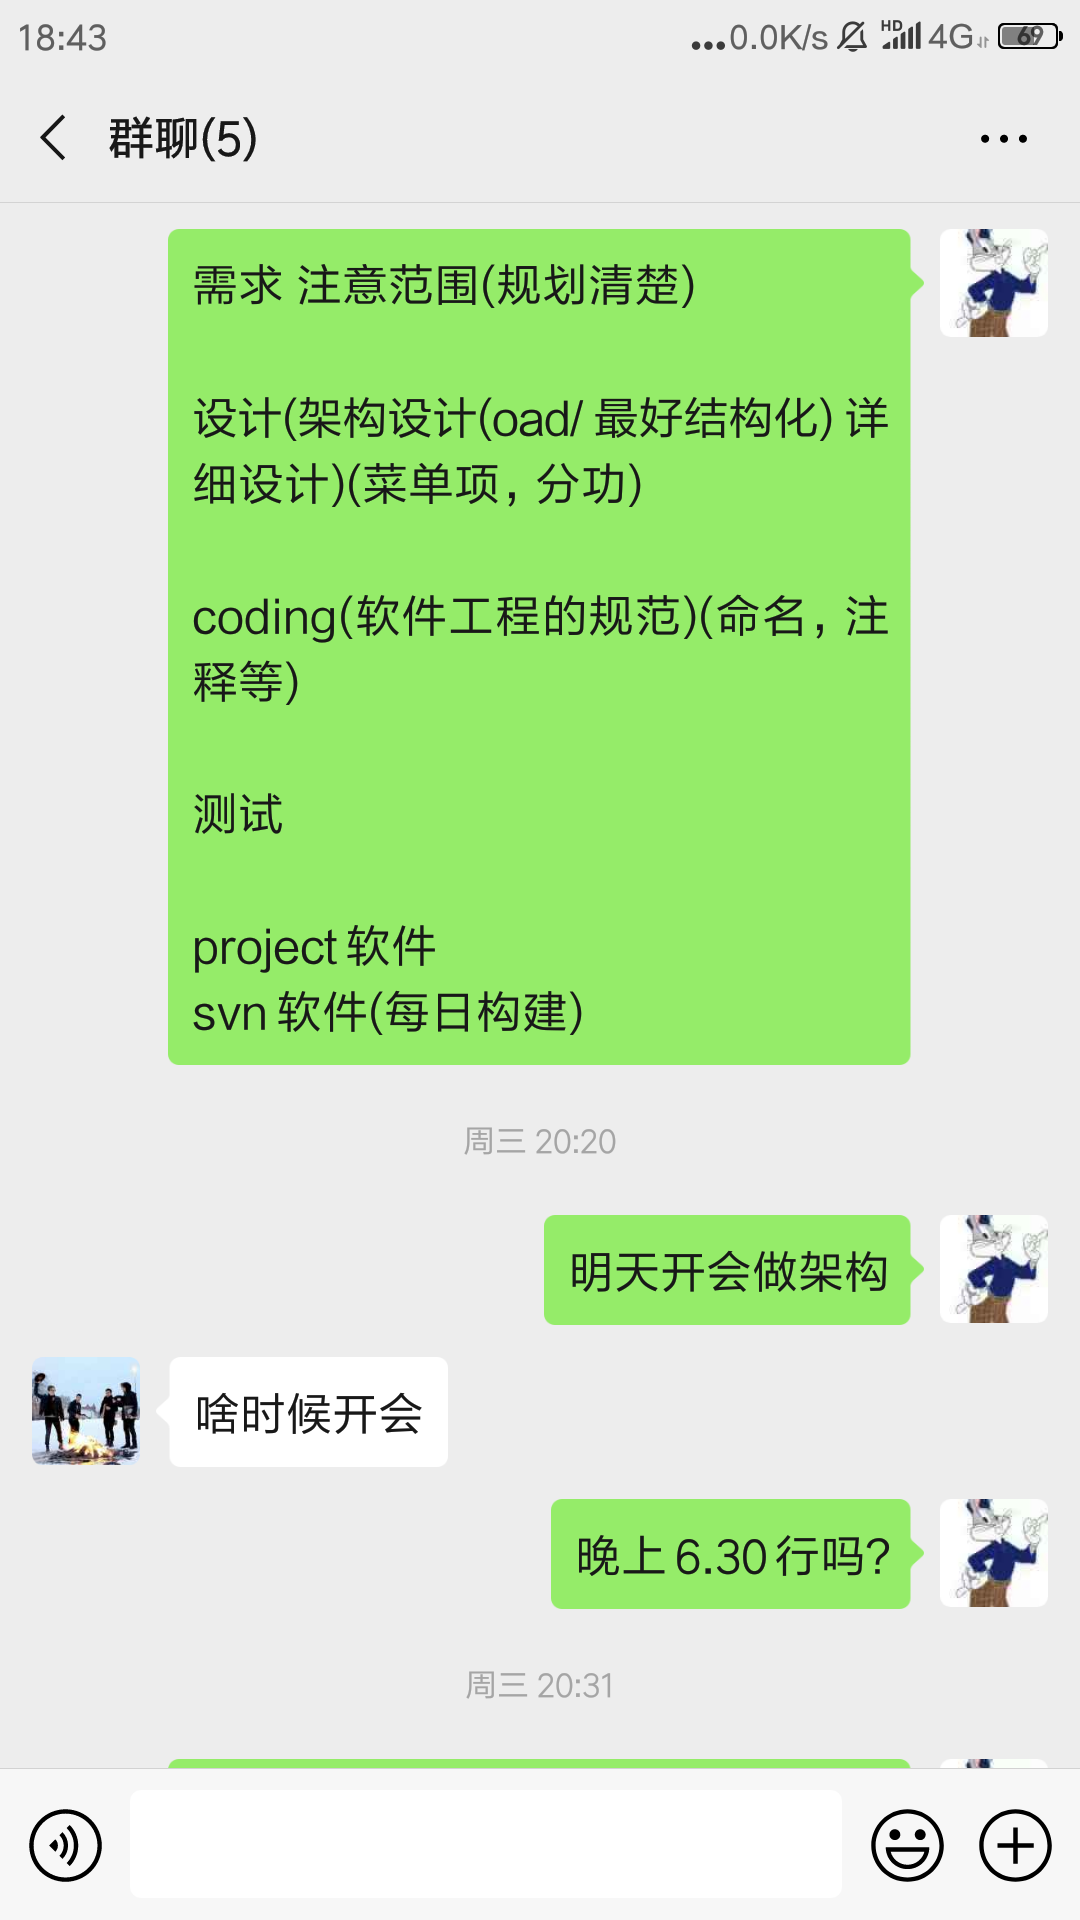 18:43
...0.0K/s HD 4G 69
群聊(5)
需求 注意范围(规划清楚)
设计(架构设计(oad/ 最好结构化) 详
细设计)(菜单项，分功)
coding(软件工程的规范)(命名，注
释等)
测试
project 软件
svn 软件(每日构建)
周三 20:20
明天开会做架构
啥时候开会
晚上 6.30 行吗?
周三 20:31